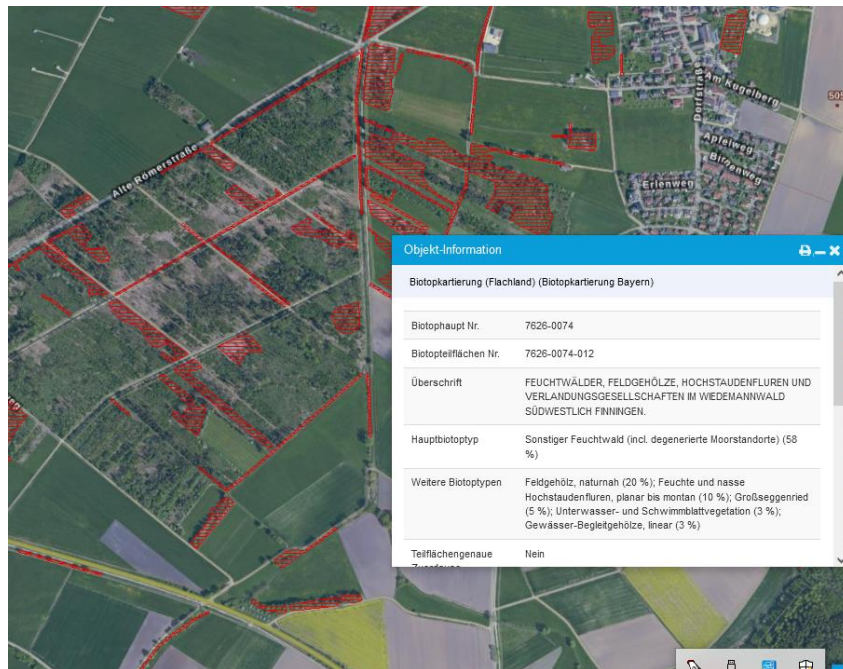 Am Kugelberg
Dorfstraße
Apfelweg
Birnenweg
Erlenweg
Alte Römerstraße
Objekt-Information
Biotopkartierung (Flachland) (Biotopkartierung Bayern)
Biotophaupt Nr. 7626-0074
Biotopteilflächen Nr. 7626-0074-012
Überschrift FEUCHTWÄLDER, FELDGEHÖLZE, HOCHSTAUDENFLUREN UND
VERLANDUNGSGESELLSCHAFTEN IM WIEDEMANNWALD
SÜDWESTLICH FINNINGEN.
Hauptbiotoptyp Sonstiger Feuchtwald (incl. degenerierte Moorstandorte) (58
%)
Weitere Biotoptypen Feldgehölz, naturnah (20 %); Feuchte und nasse
Hochstaudenfluren, planar bis montan (10 %); Großseggenried
(5 %); Unterwasser- und Schwimmblattvegetation (3 %);
Gewässer-Begleitgehölze, linear (3 %)
Teilflächengenaue Nein